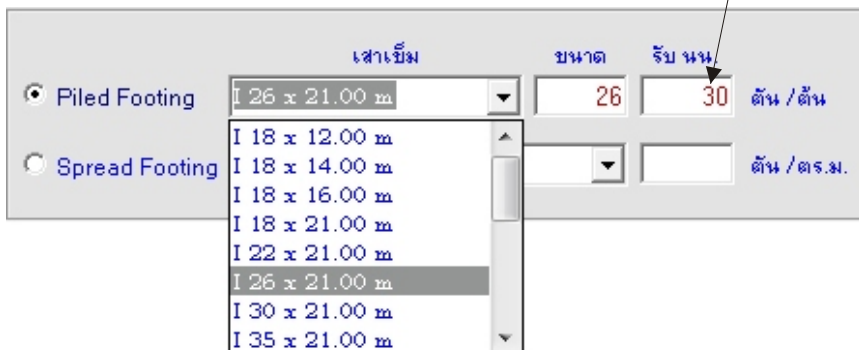 เสาเข็ม ขนาด รับ นน.
Piled Footing I 26 x 21.00 m 26 30 ตัน /ต้น
I 18 x 12.00 m
Spread Footing I 18 x 14.00 m ตัน /ตร.ม.
I 18 x 16.00 m
I 18 x 21.00 m
I 22 x 21.00 m
I 26 x 21.00 m
I 30 x 21.00 m
I 35 x 21.00 m